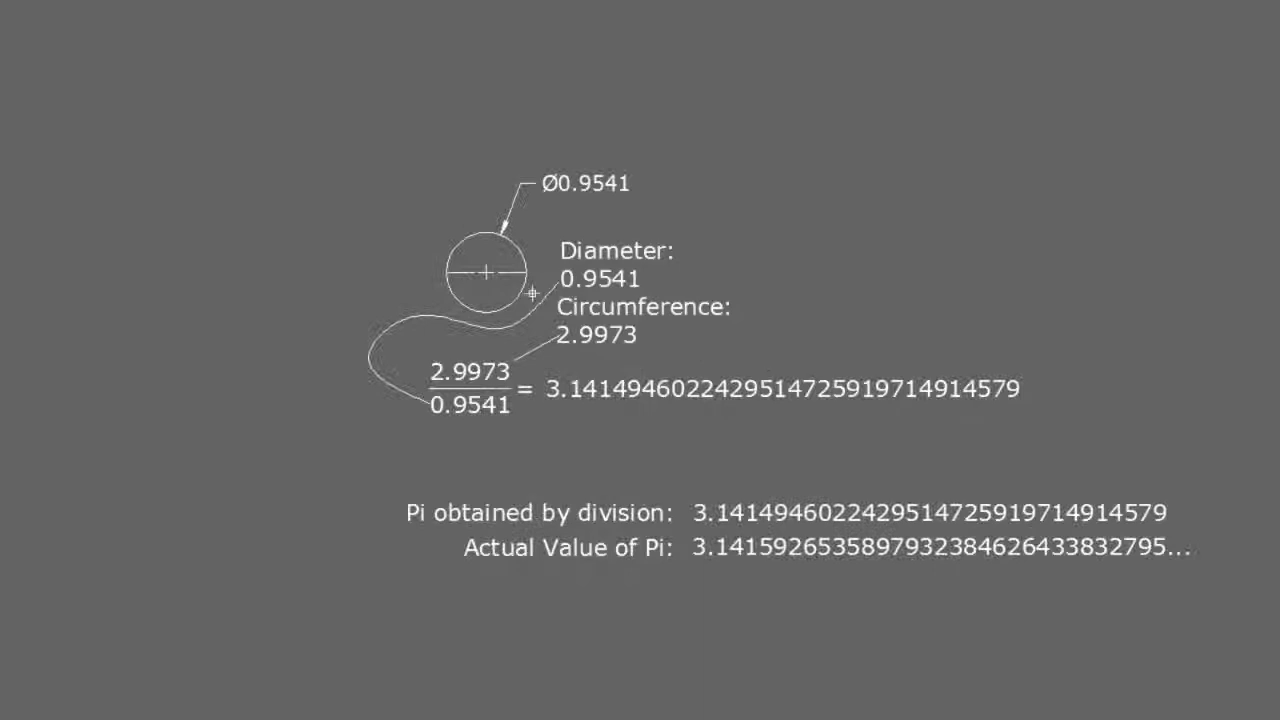 Ø0.9541
Diameter:
0.9541
Circumference:
2.9973
2.9973
0.9541
= 3.1414946022429514725919714914579
Pi obtained by division: 3.1414946022429514725919714914579
Actual Value of Pi: 3.1415926535897932384626433832795...